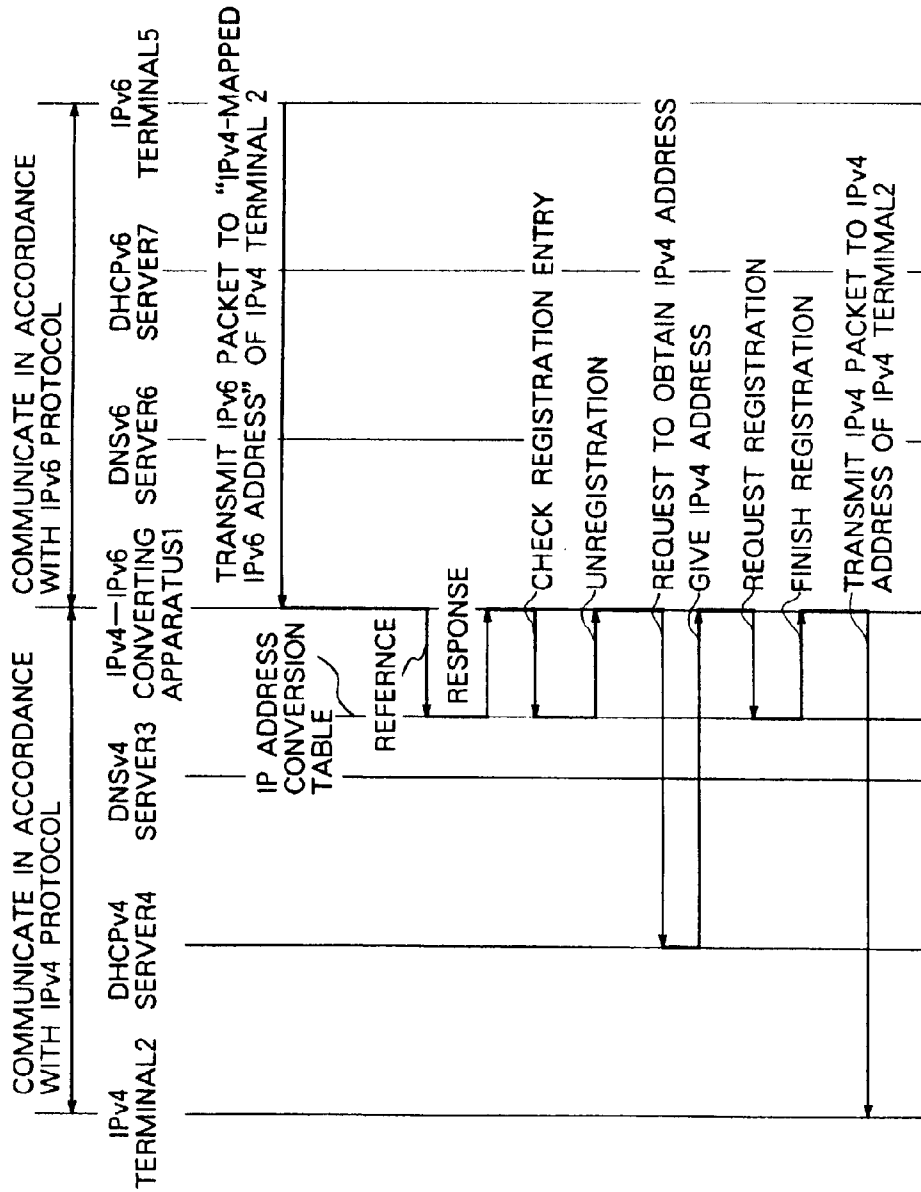 COMMUNICATE IN ACCORDANCE
WITH IPv4 PROTOCOL
COMMUNICATE IN ACCORDANCE
WITH IPv6 PROTOCOL
IPv4
TERMINAL2
DHCPv4
SERVER4
DNSv4
SERVER3
IPv4-IPv6
CONVERTING
APPARATUS1
DNSv6
SERVER6
DHCPv6
SERVER7
IPv6
TERMINAL5
TRANSMIT IPv6 PACKET TO "IPv4-MAPPED
IPv6 ADDRESS" OF IPv4 TERMINAL 2
IP ADDRESS
CONVERSION
TABLE
REFERNCE
RESPONSE
CHECK REGISTRATION ENTRY
UNREGISTRATION
REQUEST TO OBTAIN IPv4 ADDRESS
GIVE IPv4 ADDRESS
REQUEST REGISTRATION
FINISH REGISTRATION
TRANSMIT IPv4 PACKET TO IPv4
ADDRESS OF IPv4 TERMIMAL2